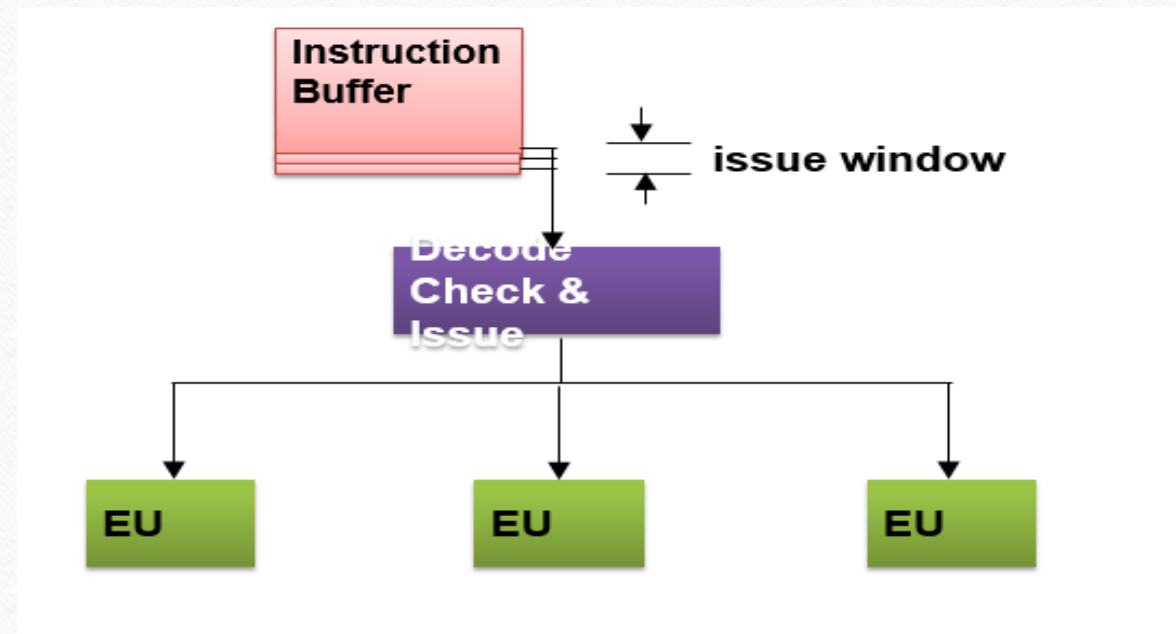 Instruction
Buffer
issue window
Decode
Check &
Issue
EU
EU
EU